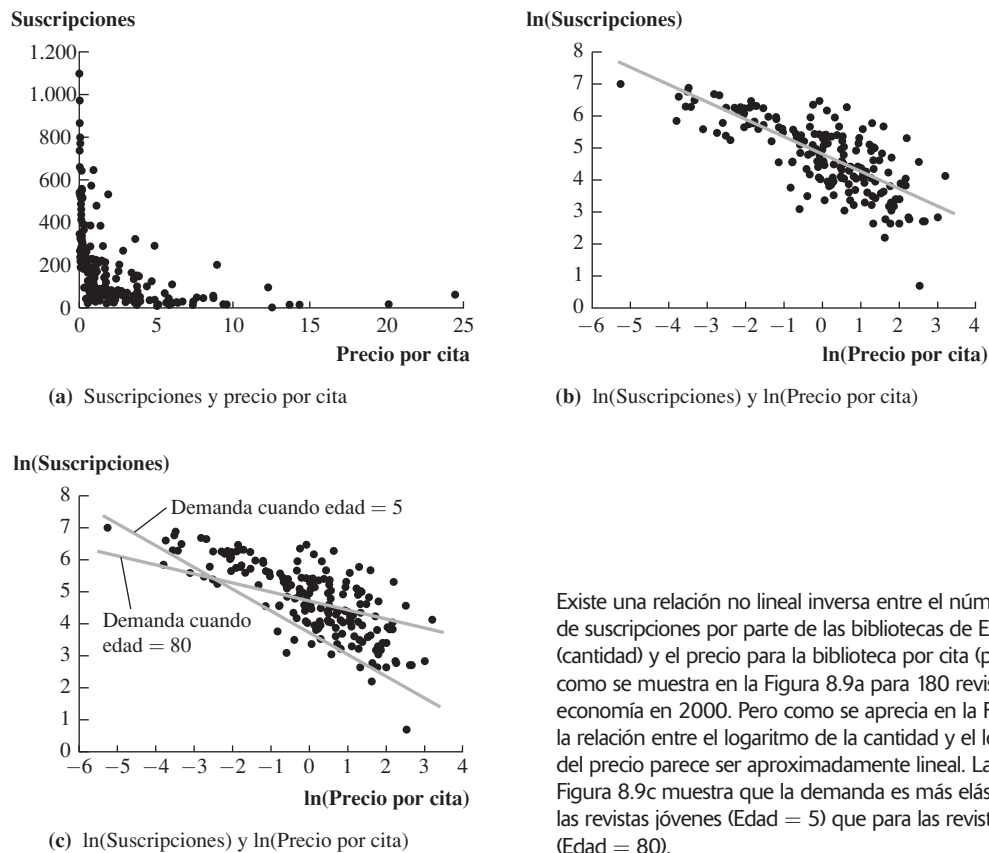 Suscripciones
1.200
1.000
800
600
400
200
0
0 5 10 15 20 25
Precio por cita
(a) Suscripciones y precio por cita
ln(Suscripciones)
8
7
6
5
4
3
2
1
0
−6 −5 −4 −3 −2 −1 0 1 2 3 4
ln(Precio por cita)
(b) ln(Suscripciones) y ln(Precio por cita)
ln(Suscripciones)
8
7
6
5
4
3
2
1
0
Demanda cuando edad = 5
Demanda cuando
edad = 80
−6 −5 −4 −3 −2 −1 0 1 2 3 4
ln(Precio por cita)
(c) ln(Suscripciones) y ln(Precio por cita)
Existe una relación no lineal inversa entre el núm
de suscripciones por parte de las bibliotecas de E
(cantidad) y el precio para la biblioteca por cita (p
como se muestra en la Figura 8.9a para 180 revis
economía en 2000. Pero como se aprecia en la F
la relación entre el logaritmo de la cantidad y el l
del precio parece ser aproximadamente lineal. La
Figura 8.9c muestra que la demanda es más elás
las revistas jóvenes (Edad = 5) que para las revist
(Edad = 80).